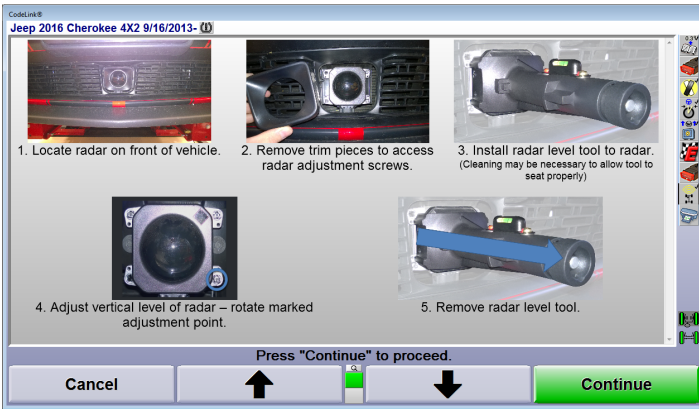 CodeLink®
Jeep 2016 Cherokee 4X2 9/16/2013-
1. Locate radar on front of vehicle.
2. Remove trim pieces to access
radar adjustment screws.
3. Install radar level tool to radar.
(Cleaning may be necessary to allow tool to
seat properly)
4. Adjust vertical level of radar – rotate marked
adjustment point.
5. Remove radar level tool.
Press "Continue" to proceed.
Cancel
Continue